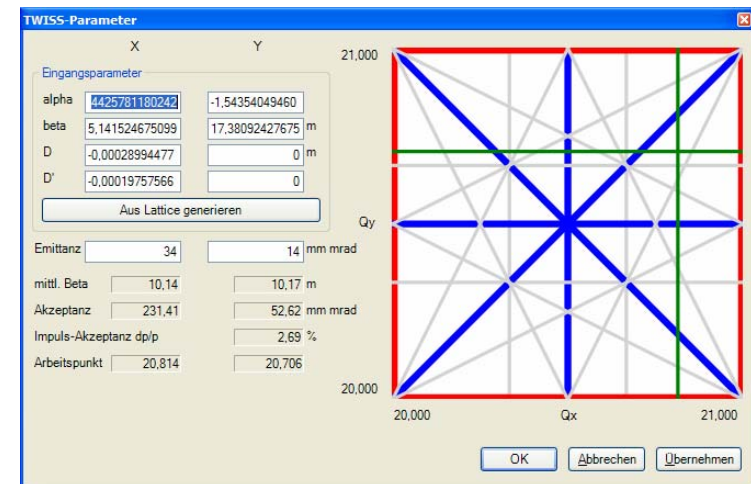 TWISS-Parameter
X Y
Eingangsparameter
alpha 4425781180242 -1,54354049460
beta 5,141524675099 17,38092427675 m
D -0,00028994477 0 m
D' -0,00019757566 0
Aus Lattice generieren
Emittanz 34 14 mm mrad
mittl. Beta 10,14 10,17 m
Akzeptanz 231,41 52,62 mm mrad
Impuls-Akzeptanz dp/p 2,69 %
Arbeitspunkt 20,814 20,706
21,000
Qy
20,000
20,000 Qx 21,000
OK Abbrechen Übernehmen